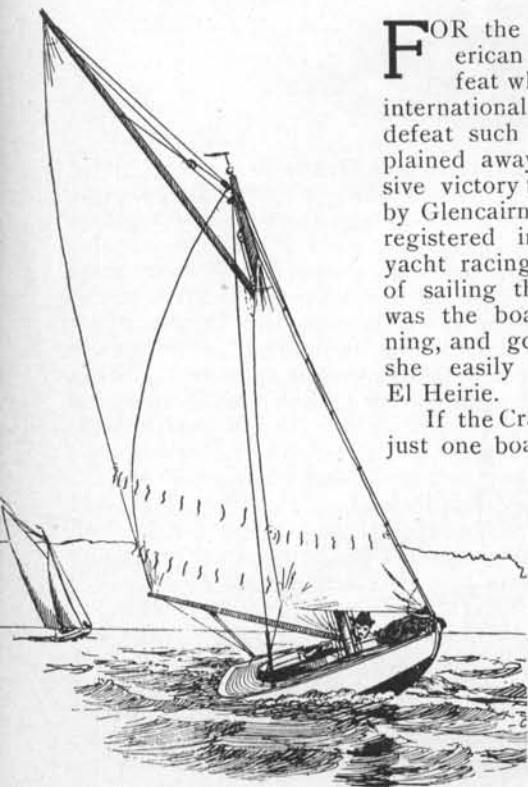 FOR the
erican
feat wh
international
defeat such
plained away
sive victory
by Glencairn
registered in
yacht racing
of sailing th
was the boa
ning, and go
she easily
El Heirie.
If the Cra
just one boa